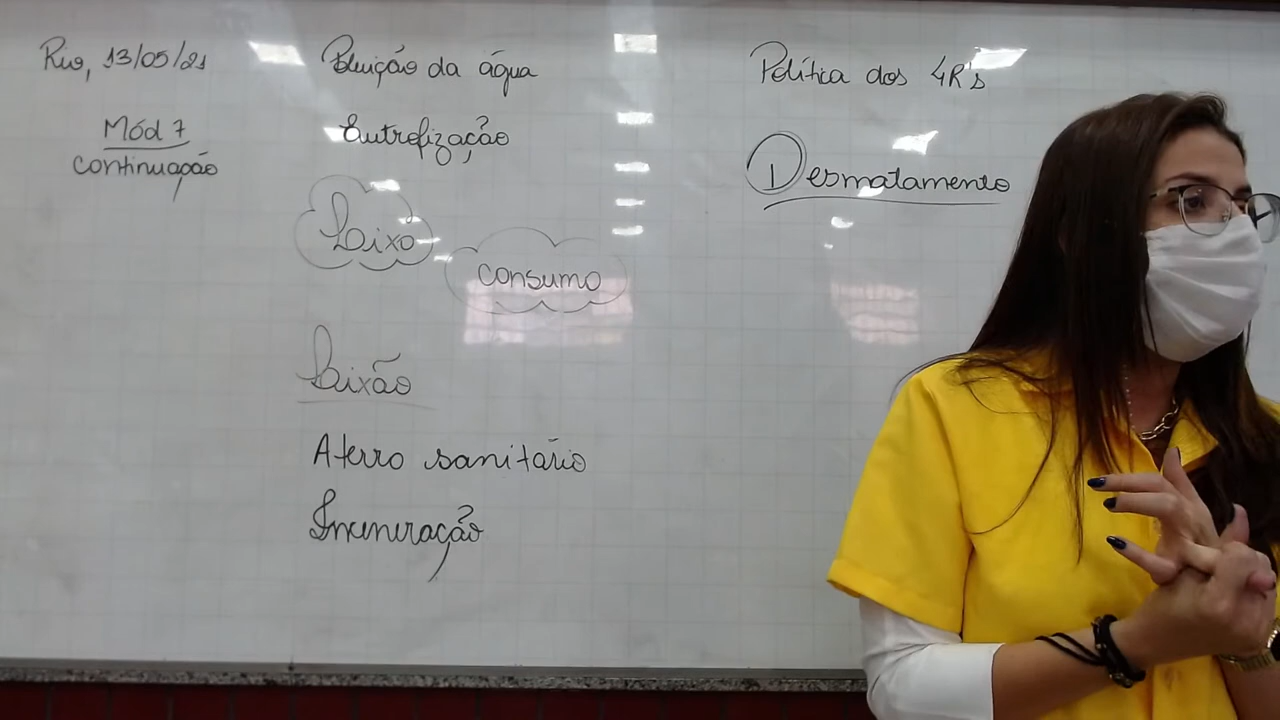 Rio, 13/05/21
Mód 7
continuação
Poluição da água
Eutrofização
Lixo
consumo
Lixão
Aterro sanitário
Incineração
Política dos 4R's
Desmatamento